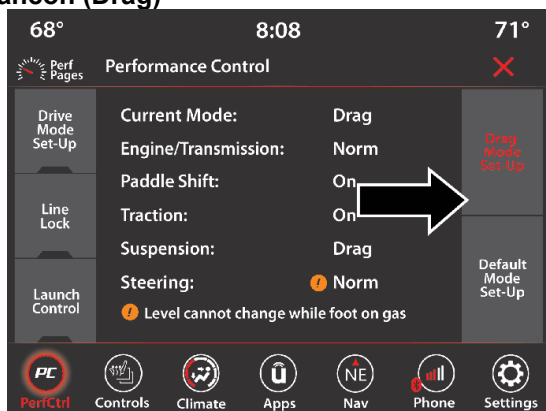 ancon (Drag)
68° 8:08 71°
Perf
Pages
Performance Control
Drive
Mode
Set-Up
Line
Lock
Launch
Control
Current Mode: Drag
Engine/Transmission: Norm
Paddle Shift: On
Traction: On
Suspension: Drag
Steering: ! Norm
! Level cannot change while foot on gas
Drag
Mode
Set-Up
Default
Mode
Set-Up
PC
PerfCtrl
Controls
Climate
û
Apps
NE
Nav
Phone
Settings